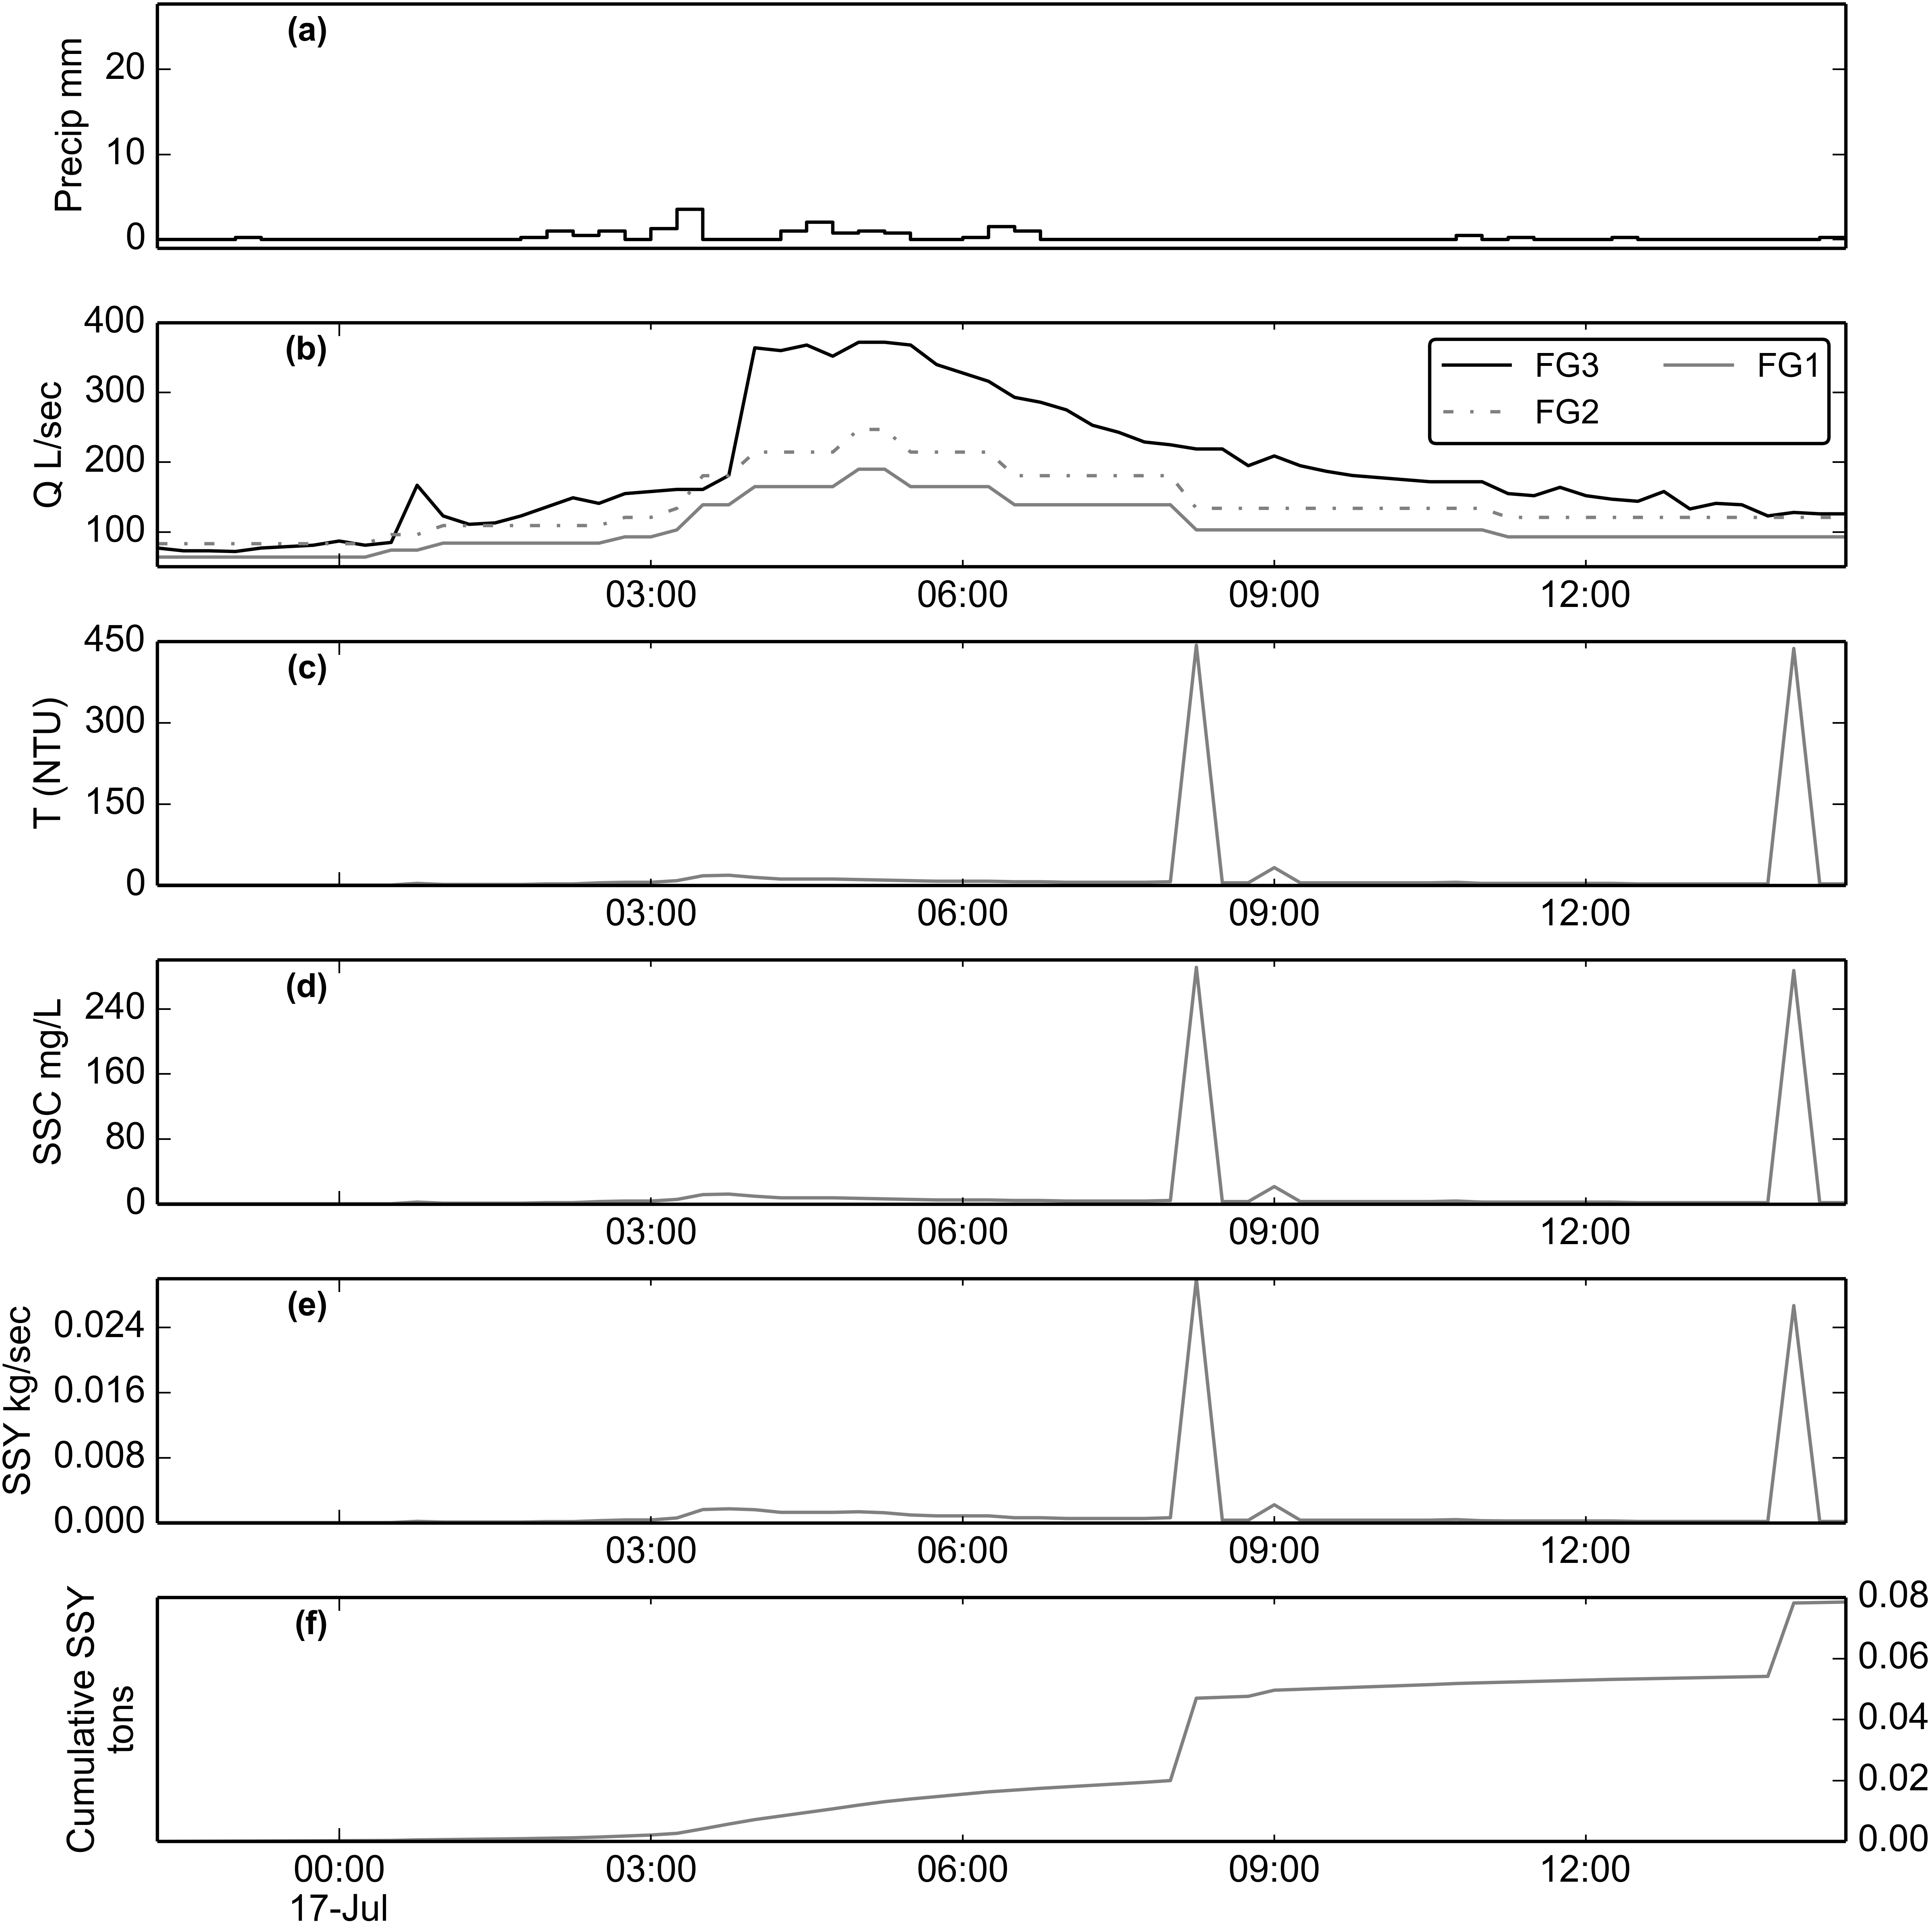 (a)
Precip mm
20
10
0
(b)
Q L/sec
400
300
200
100
FG3 FG1
FG2
03:00 06:00 09:00 12:00
(c)
T (NTU)
450
300
150
0
03:00 06:00 09:00 12:00
(d)
SSC mg/L
240
160
80
0
03:00 06:00 09:00 12:00
(e)
SSY kg/sec
0.024
0.016
0.008
0.000
03:00 06:00 09:00 12:00
(f)
Cumulative SSY
tons
0.08
0.06
0.04
0.02
0.00
00:00 03:00 06:00 09:00 12:00
17-Jul